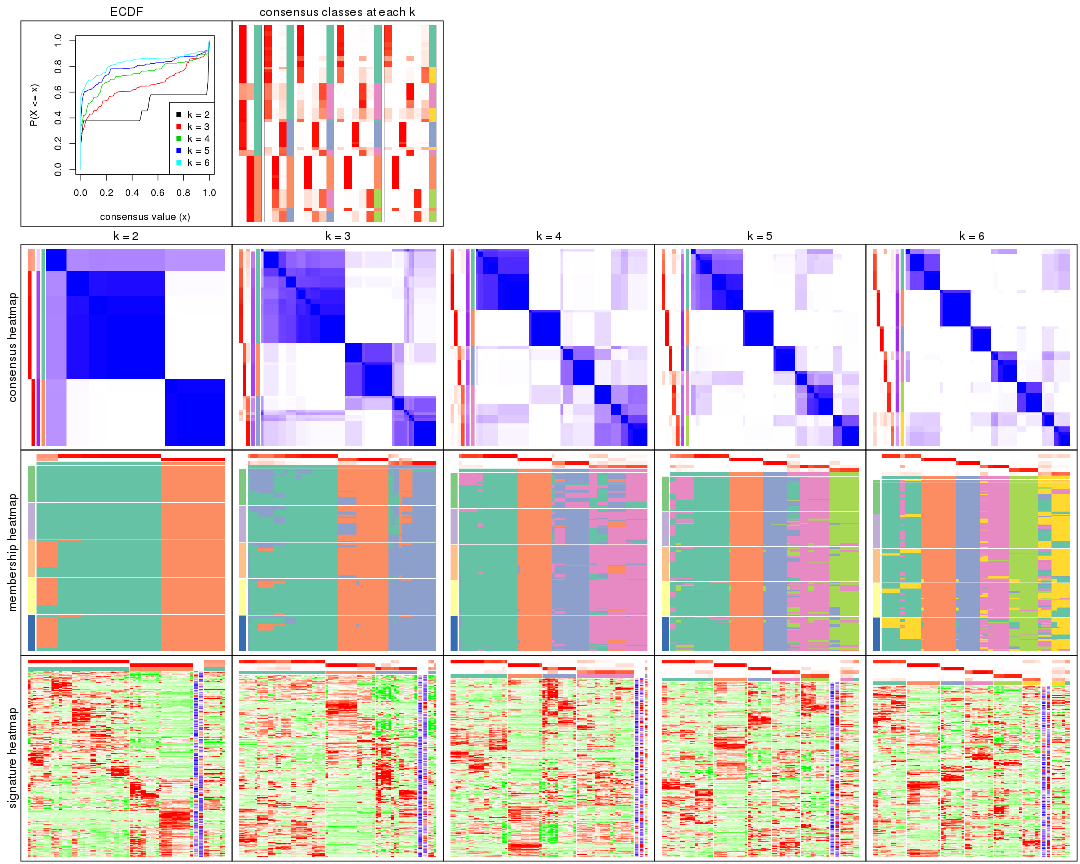 ECDF
consensus classes at each k
P(X <= x)
0.0 0.2 0.4 0.6 0.8 1.0
k = 2
k = 3
k = 4
k = 5
k = 6
0.0 0.2 0.4 0.6 0.8 1.0
consensus value (x)
k = 2
k = 3
k = 4
k = 5
k = 6
consensus heatmap
membership heatmap
signature heatmap